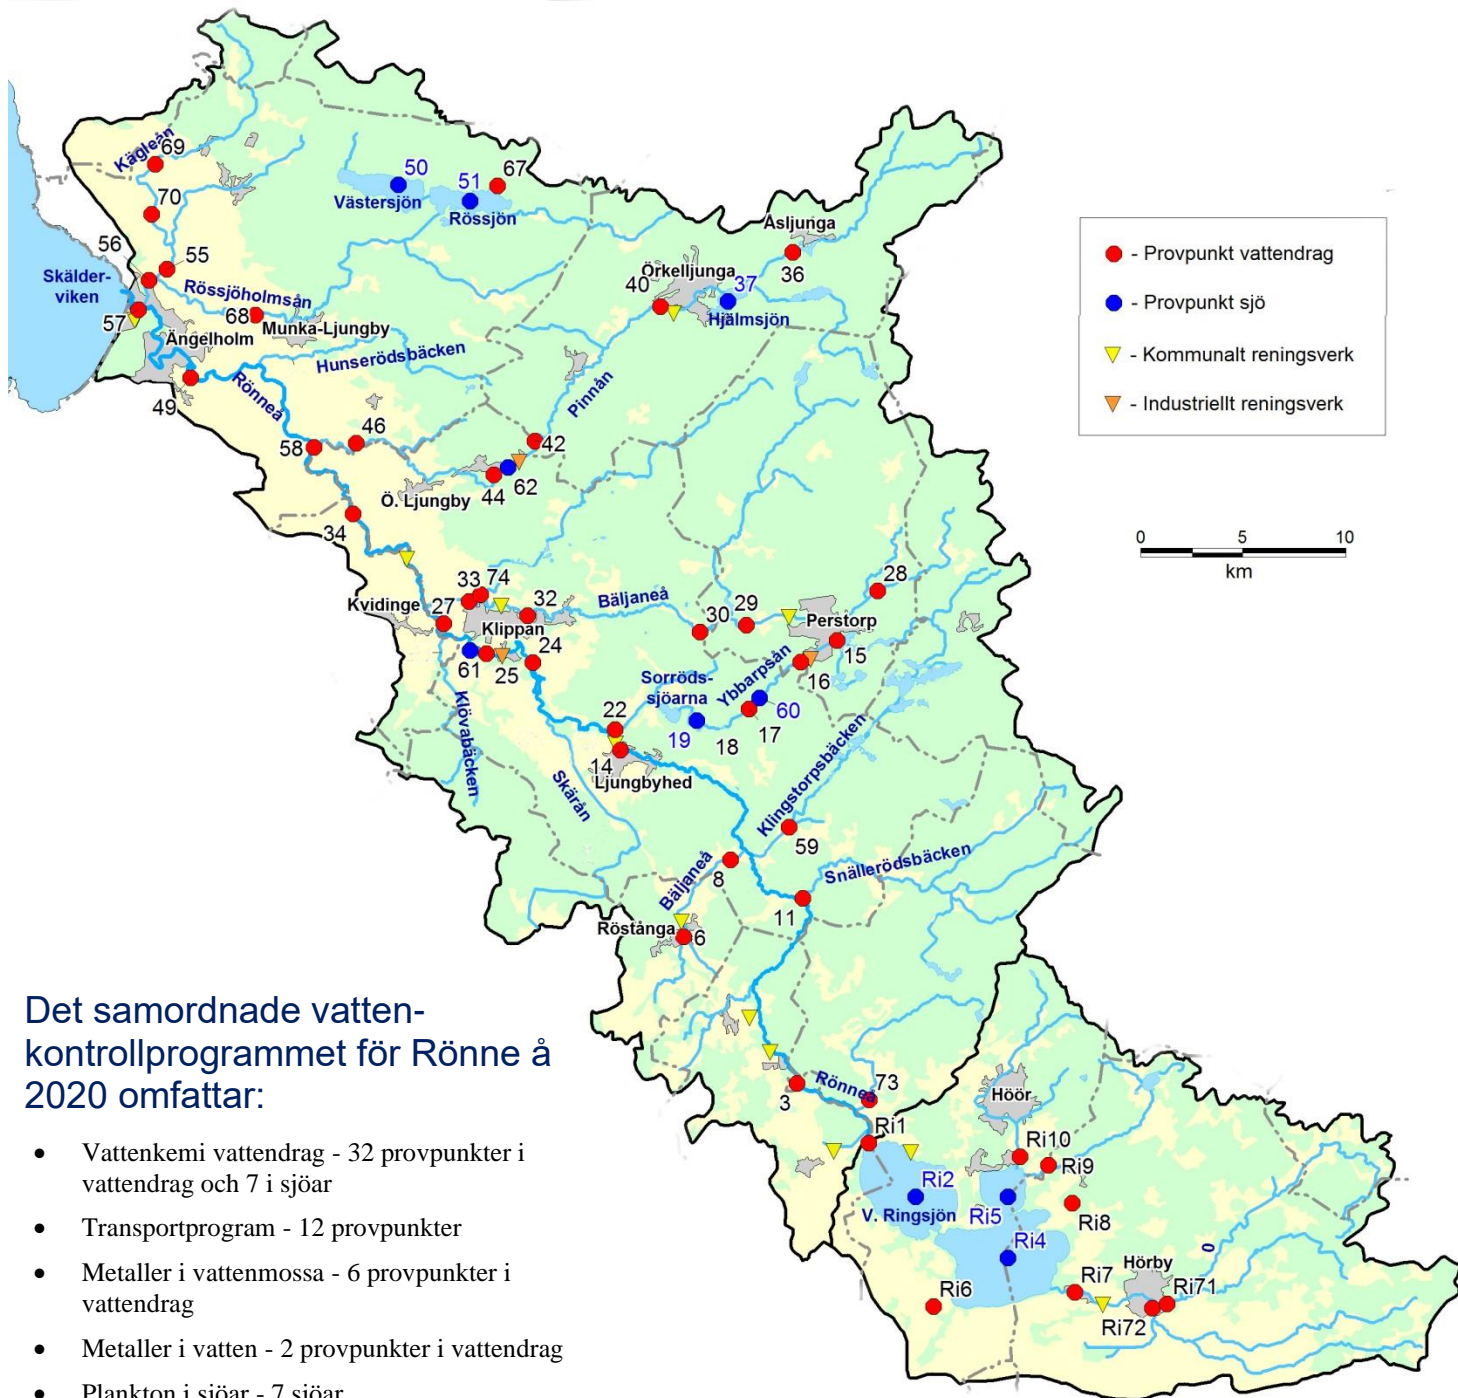 Kägleån
69
70
56
55
Skälder-
viken
57
Rössjöholmsån
68
Munka-Ljungby
Ängelholm
Hunserödsbäcken
49
Rönneå
50
Västersjön
51
Rössjön
67
Åsljunga
36
Örkelljunga
40
37
Hjälmsjön
Pinnån
58
46
42
44
62
Ö. Ljungby
34
Kvidinge
27
33
74
32
Klippan
Bäljaneå
30
29
28
Perstorp
15
16
61
25
24
Klövabäcken
Skärån
Sorröds-
sjöarna
Ybbarpsån
60
19
18
17
22
14
Ljungbyhed
Klingstorpsbäcken
59
8
Bäljaneå
Snällerödsbäcken
11
Röstånga
6
3
Rönneå
73
Ri1
Höör
Ri10
Ri9
Ri2
V. Ringsjön
Ri5
Ri8
Ri4
Ri6
Ri7
Hörby
Ri71
Ri72
0
- Provpunkt vattendrag
- Provpunkt sjö
- Kommunalt reningsverk
- Industriellt reningsverk
0 5 10
km
Det samordnade vatten-
kontrollprogrammet för Rönne å
2020 omfattar:
• Vattenkemi vattendrag - 32 provpunkter i
vattendrag och 7 i sjöar
• Transportprogram - 12 provpunkter
• Metaller i vattenmossa - 6 provpunkter i
vattendrag
• Metaller i vatten - 2 provpunkter i vattendrag
• Plankton i sjöar - 7 sjöar